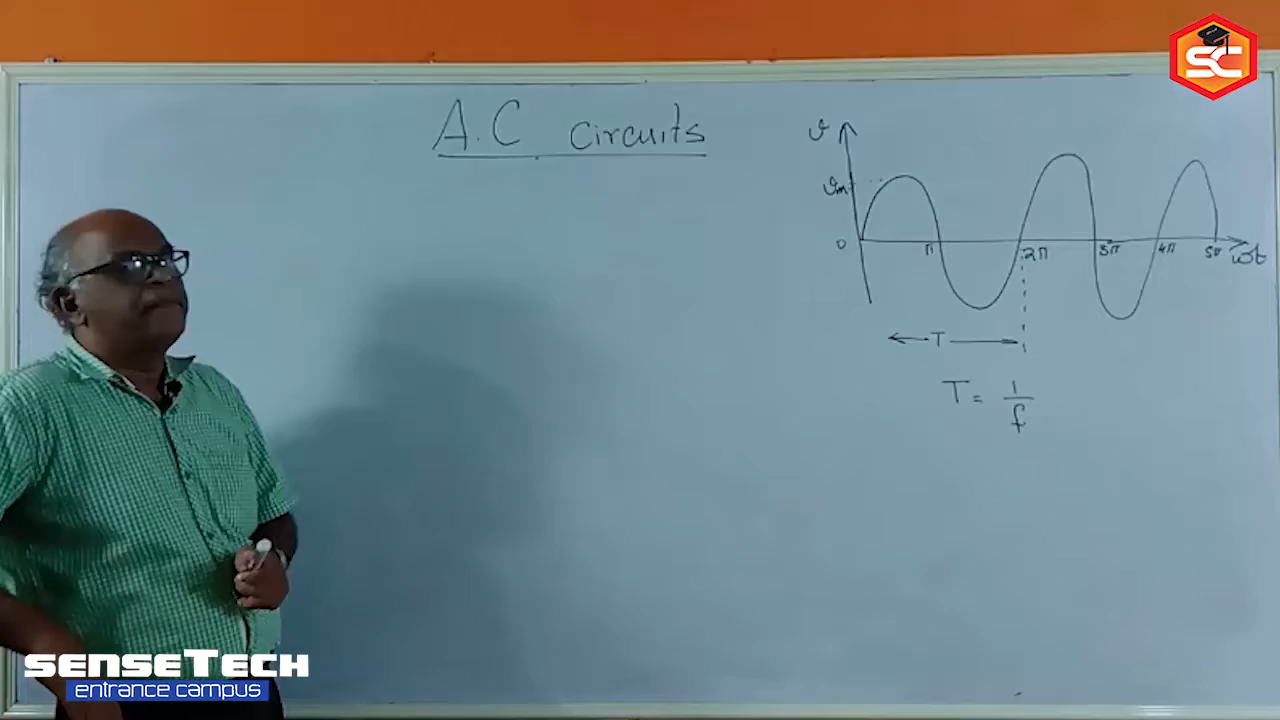 SC
A.C circuits
v
vm
0
π 2π 3π 4π 5π ωt
T
T = 1/f
SENSETECH
entrance campus